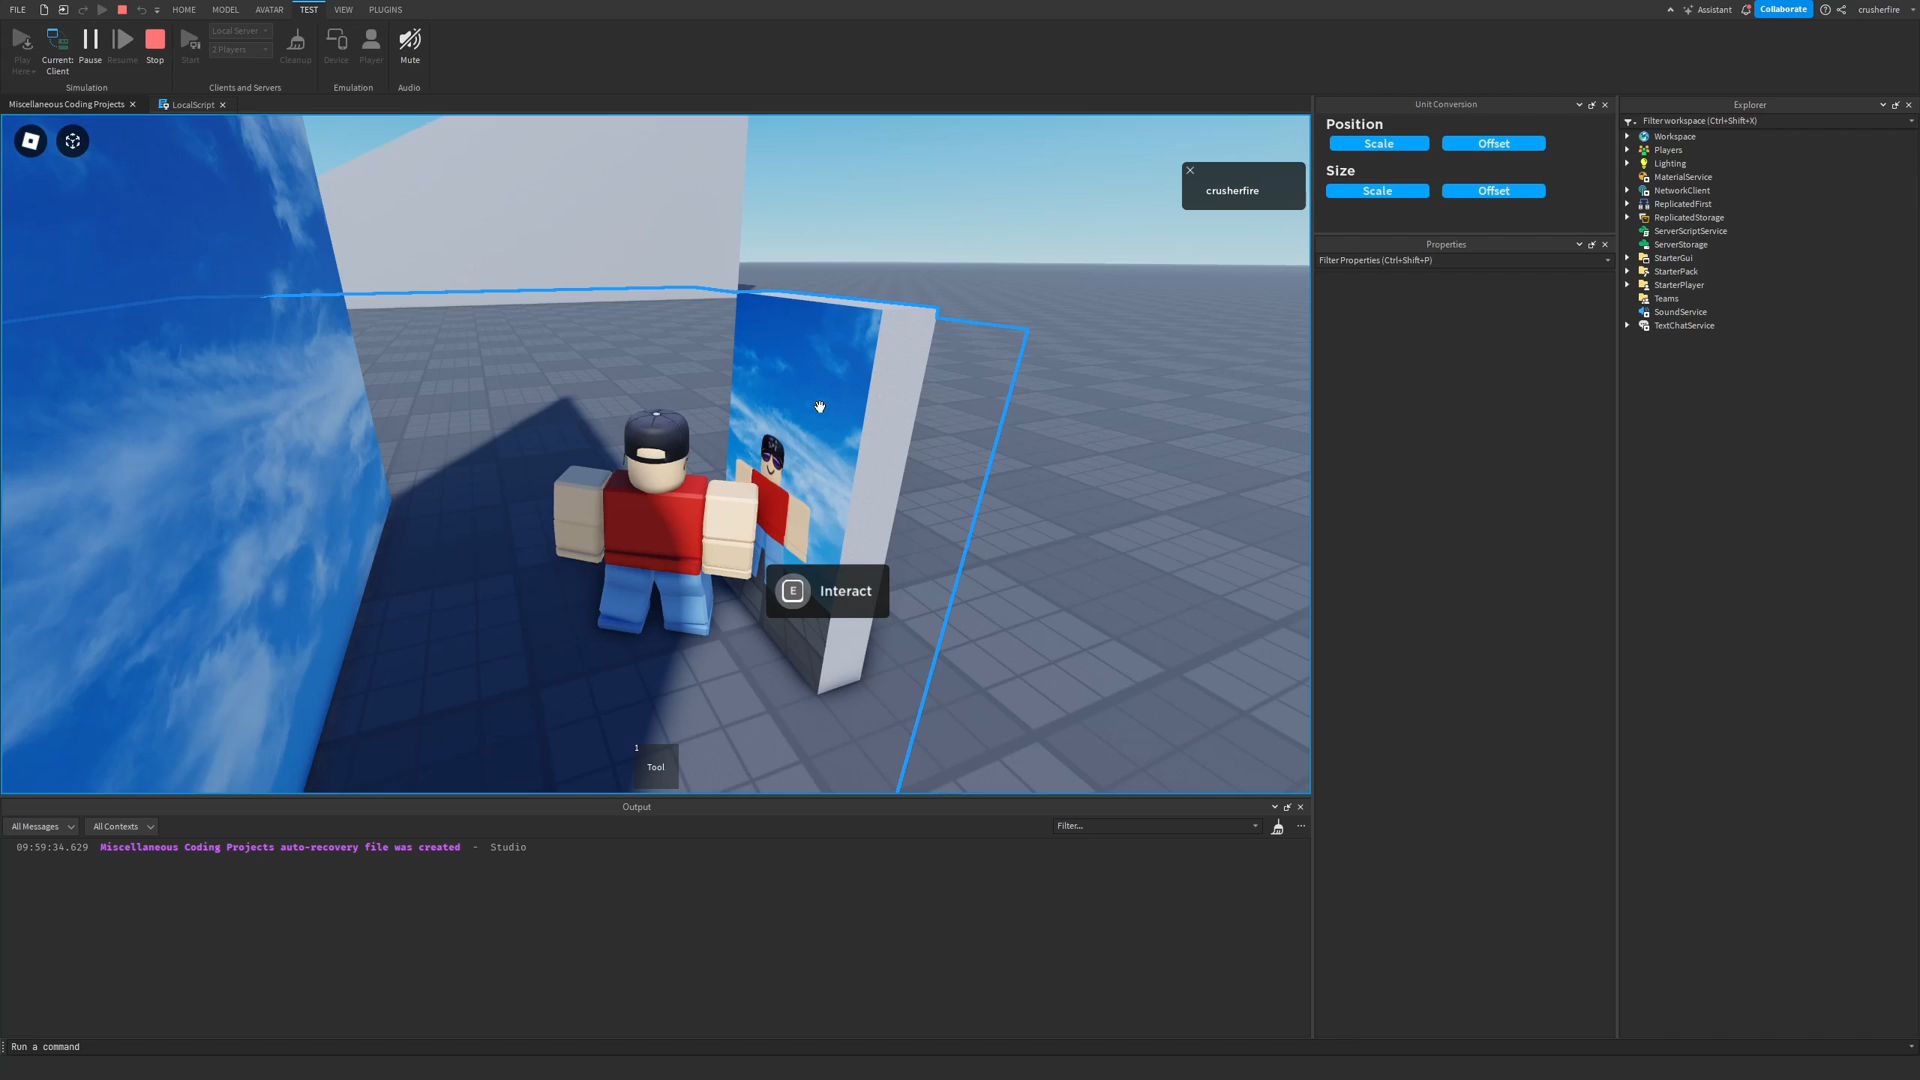 FILE
HOME
MODEL
AVATAR
TEST
VIEW
PLUGINS
Assistant
Collaborate
crusherfire
Play
Here
Current:
Client
Pause
Resume
Stop
Start
Local Server
2 Players
Cleanup
Device
Player
Mute
Simulation
Clients and Servers
Emulation
Audio
Miscellaneous Coding Projects
LocalScript
crusherfire
E
Interact
1
Tool
Unit Conversion
Position
Scale
Offset
Size
Scale
Offset
Properties
Filter Properties (Ctrl+Shift+P)
Explorer
Filter workspace (Ctrl+Shift+X)
Workspace
Players
Lighting
MaterialService
NetworkClient
ReplicatedFirst
ReplicatedStorage
ServerScriptService
ServerStorage
StarterGui
StarterPack
StarterPlayer
Teams
SoundService
TextChatService
Output
All Messages
All Contexts
Filter...
09:59:34.629 Miscellaneous Coding Projects auto-recovery file was created - Studio
Run a command